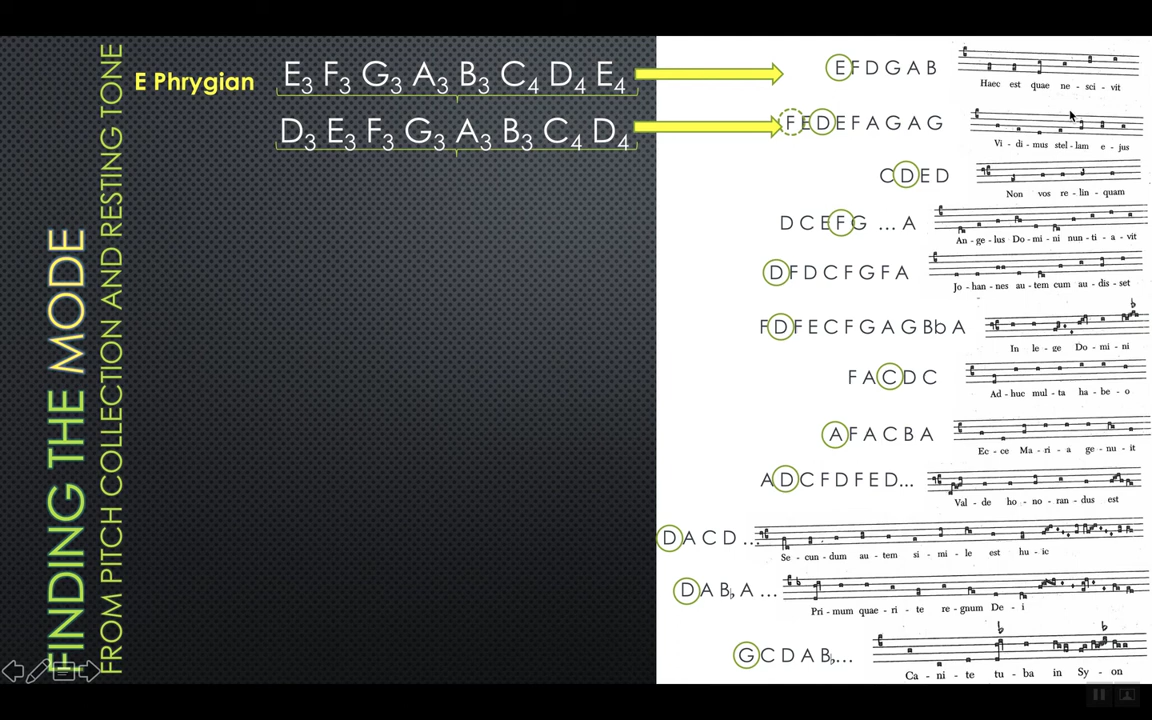 FINDING THE MODE
FROM PITCH COLLECTION AND RESTING TONE
E Phrygian
E3 F3 G3 A3 B3 C4 D4 E4
D3 E3 F3 G3 A3 B3 C4 D4
E F D G A B
Haec est quae ne - sci - vit
F E D E F A G A G
Vi - di - mus stel - lam e - jus
C D E D
Non vos re - lin - quam
D C E F G ... A
An - ge - lus Do - mi - ni nun - ti - a - vit
D F D C F G F A
Jo - han - nes au - tem cum au - dis - set
F D F E C F G A G Bb A
b
In le - ge Do - mi - ni
F A C D C
Ad - huc mul - ta ha - be - o
A F A C B A
Ec - ce Ma - ri - a ge - nu - it
A D C F D F E D...
Val - de ho - no - ran - dus est
D A C D ...
Se - cun - dum au - tem si - mi - le est hu - ic
D A B♭ A ...
Pri - mum quae - ri - te re - gnum De - i
G C D A B♭...
b b
Ca - ni - te tu - ba in Sy - on